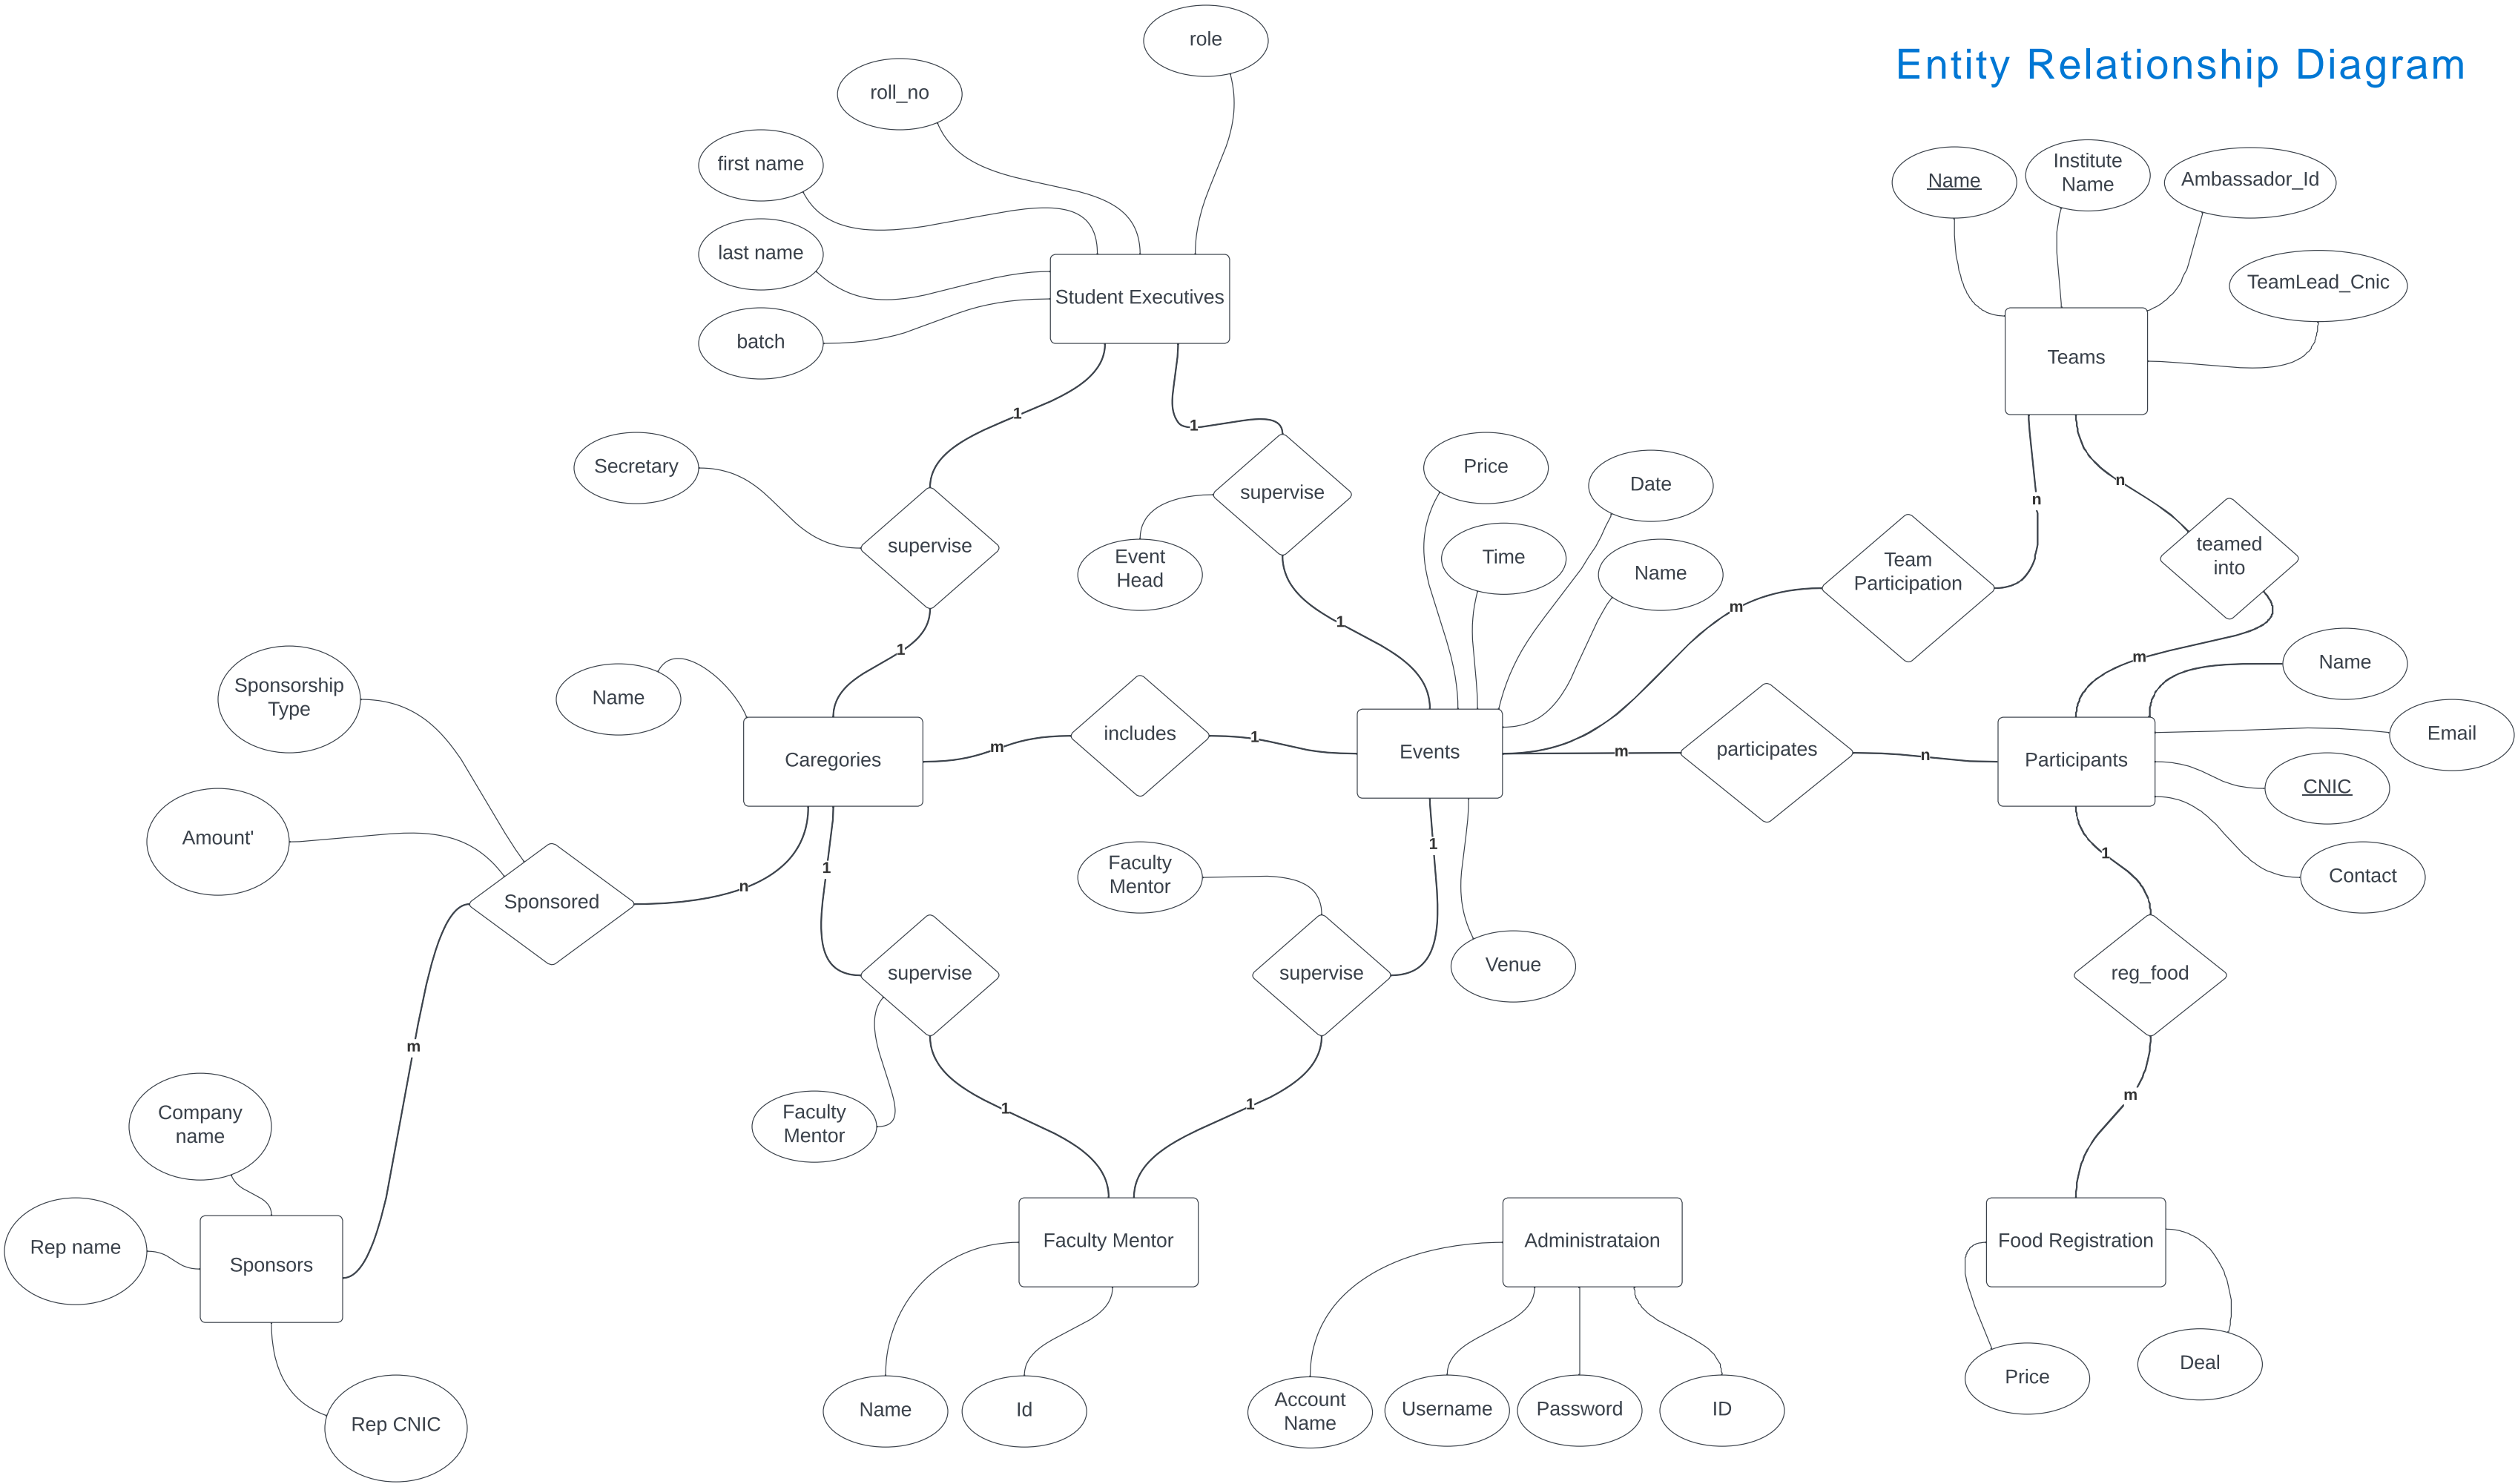 Entity Relationship Diagram
role
roll_no
first name
last name
batch
Student Executives
Name
Institute
Name
Ambassador_Id
TeamLead_Cnic
Teams
1
1
Secretary
supervise
supervise
Event
Head
Price
Date
Time
Name
n
n
Team
Participation
teamed
into
1
1
m
m
Sponsorship
Type
Name
Name
Email
CNIC
Contact
Caregories
m
includes
1
Events
m
participates
n
Participants
Amount'
Sponsored
n
1
Faculty
Mentor
1
1
supervise
supervise
Venue
reg_food
m
Company
name
Faculty
Mentor
1
1
m
Rep name
Sponsors
Faculty Mentor
Administrataion
Food Registration
Rep CNIC
Name
Id
Account
Name
Username
Password
ID
Price
Deal